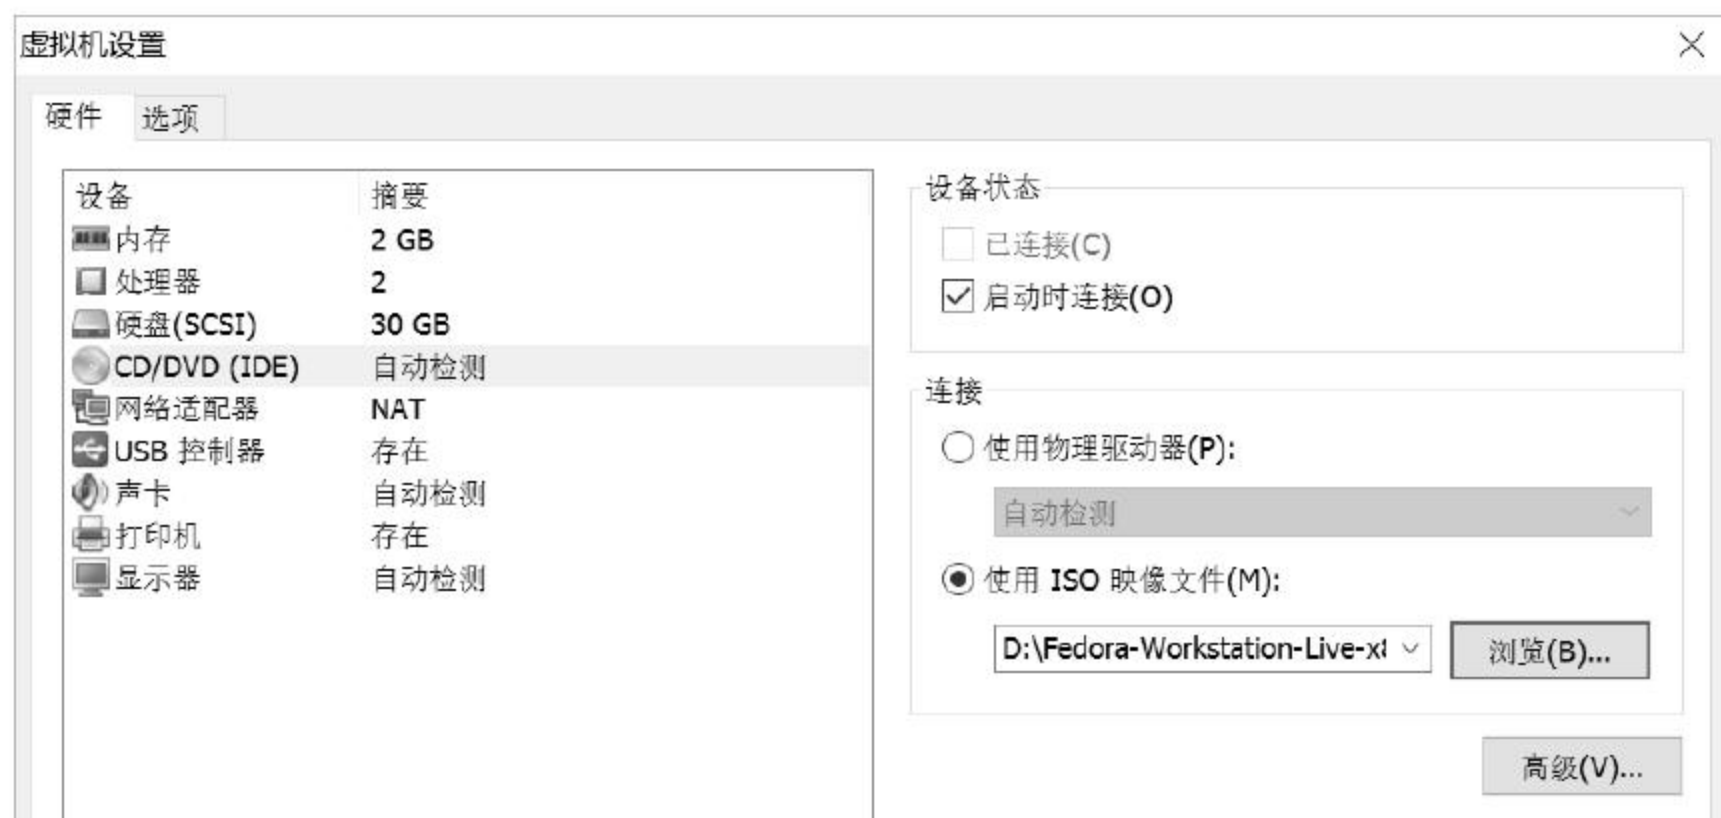 虚拟机设置
硬件 选项
设备 摘要
内存 2 GB
处理器 2
硬盘(SCSI) 30 GB
CD/DVD (IDE) 自动检测
网络适配器 NAT
USB 控制器 存在
声卡 自动检测
打印机 存在
显示器 自动检测
设备状态
已连接(C)
启动时连接(O)
连接
使用物理驱动器(P):
自动检测
使用 ISO 映像文件(M):
D:\Fedora-Workstation-Live-x
浏览(B)...
高级(V)...